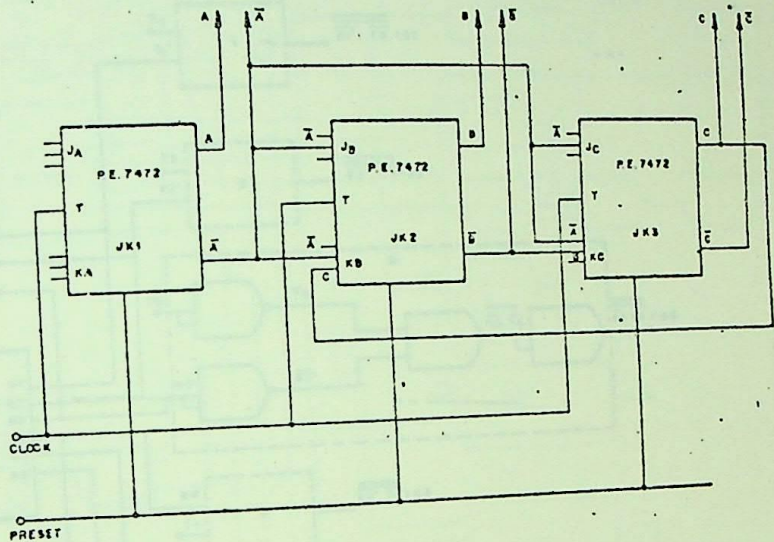 A Ā B b̄ C C̄
P.E. 7472
JA
T
KA
JK1
A
Ā
P.E. 7472
Ā
JB
T
Ā
KB
C
JK2
B
b̄
P.E. 7472
Ā
JC
T
Ā
KC
JK3
C
C̄
CLOCK
PRESET